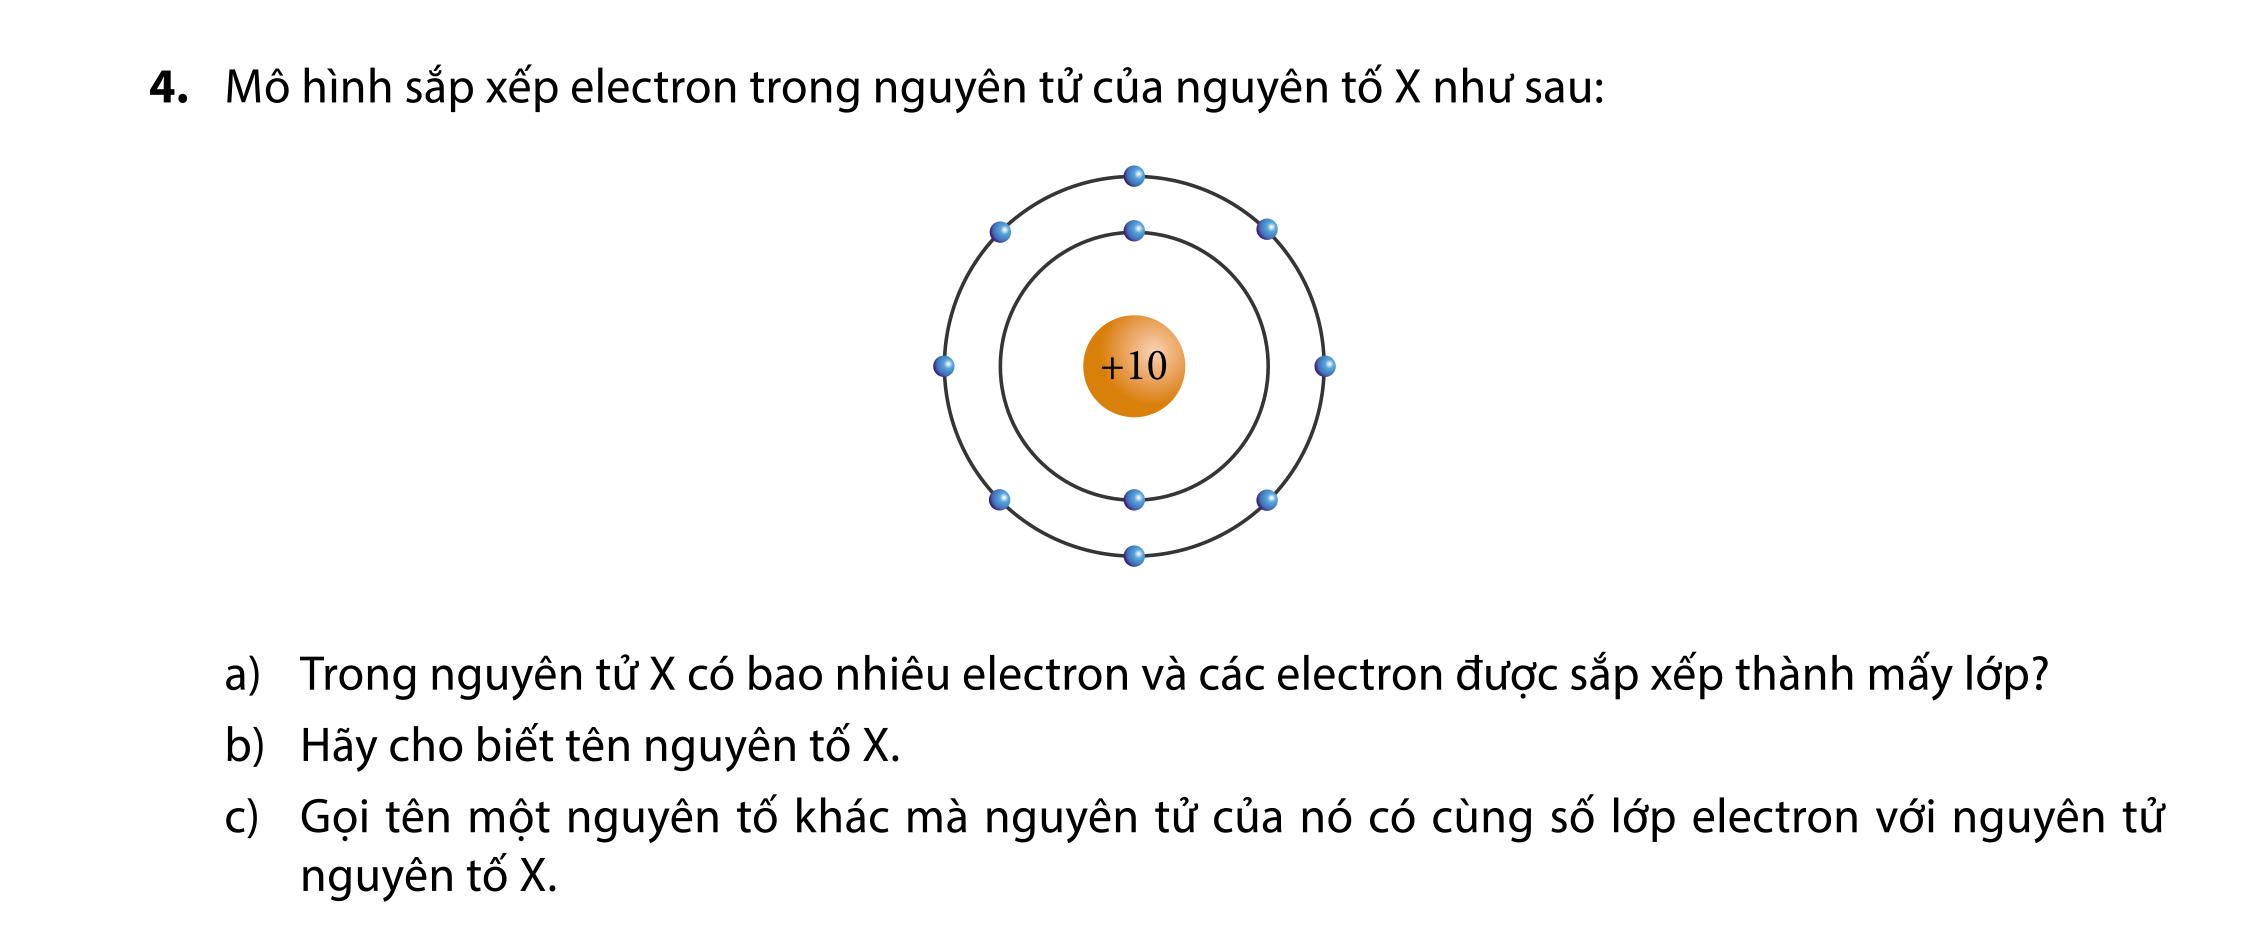 4. Mô hình sắp xếp electron trong nguyên tử của nguyên tố X như sau:
+10
a) Trong nguyên tử X có bao nhiêu electron và các electron được sắp xếp thành mấy lớp?
b) Hãy cho biết tên nguyên tố X.
c) Gọi tên một nguyên tố khác mà nguyên tử của nó có cùng số lớp electron với nguyên tử
nguyên tố X.